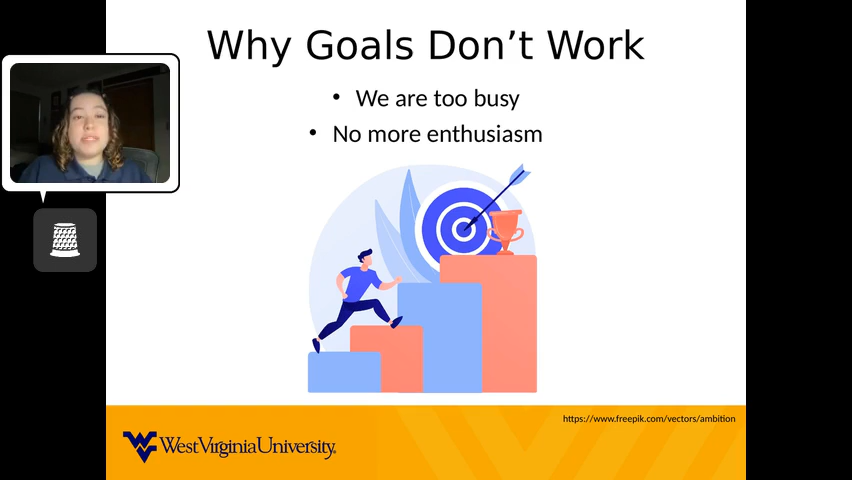 Why Goals Don’t Work
• We are too busy
• No more enthusiasm
https://www.freepik.com/vectors/ambition
WestVirginiaUniversity.